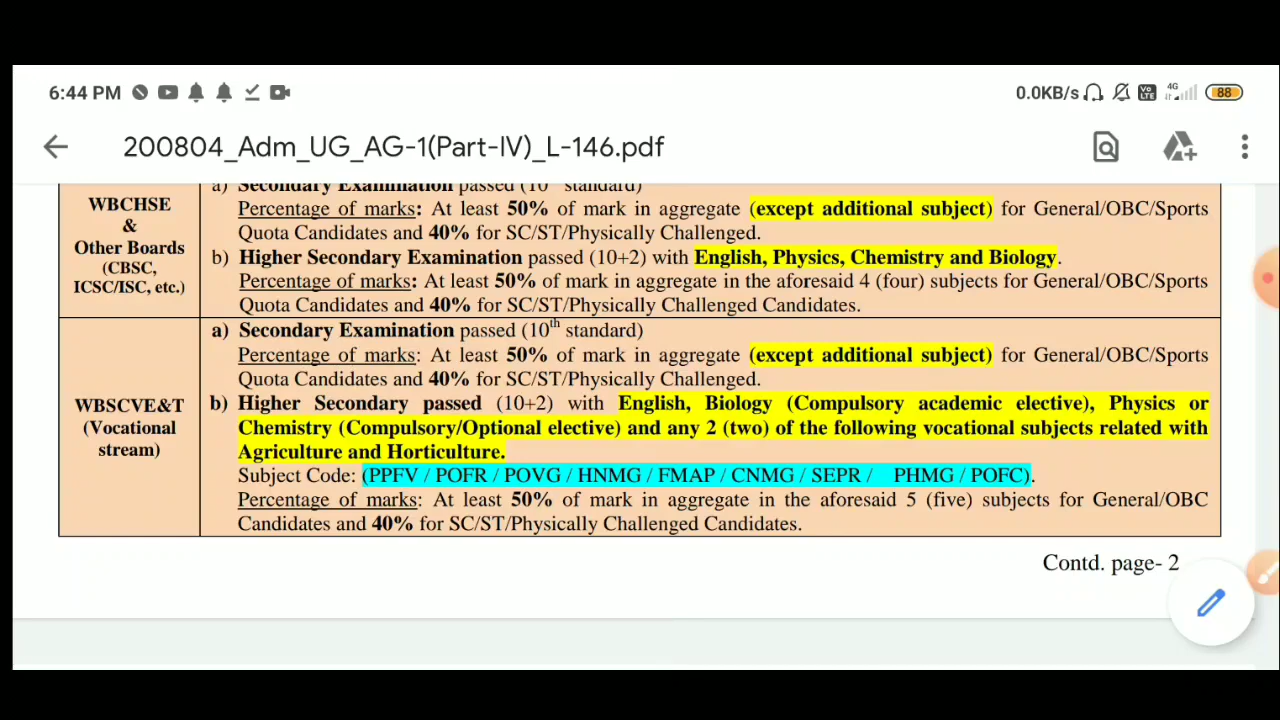 6:44 PM
0.0KB/s Vo LTE 4G 88
200804_Adm_UG_AG-1(Part-IV)_L-146.pdf
WBCHSE
&
Other Boards
(CBSC,
ICSC/ISC, etc.)
a) Secondary Examination passed (10 standard)
Percentage of marks: At least 50% of mark in aggregate (except additional subject) for General/OBC/Sports
Quota Candidates and 40% for SC/ST/Physically Challenged.
b) Higher Secondary Examination passed (10+2) with English, Physics, Chemistry and Biology.
Percentage of marks: At least 50% of mark in aggregate in the aforesaid 4 (four) subjects for General/OBC/Sports
Quota Candidates and 40% for SC/ST/Physically Challenged Candidates.
WBSCVE&T
(Vocational
stream)
a) Secondary Examination passed (10th standard)
Percentage of marks: At least 50% of mark in aggregate (except additional subject) for General/OBC/Sports
Quota Candidates and 40% for SC/ST/Physically Challenged.
b) Higher Secondary passed (10+2) with English, Biology (Compulsory academic elective), Physics or
Chemistry (Compulsory/Optional elective) and any 2 (two) of the following vocational subjects related with
Agriculture and Horticulture.
Subject Code: (PPFV / POFR / POVG / HNMG / FMAP / CNMG / SEPR / PHMG / POFC).
Percentage of marks: At least 50% of mark in aggregate in the aforesaid 5 (five) subjects for General/OBC
Candidates and 40% for SC/ST/Physically Challenged Candidates.
Contd. page- 2